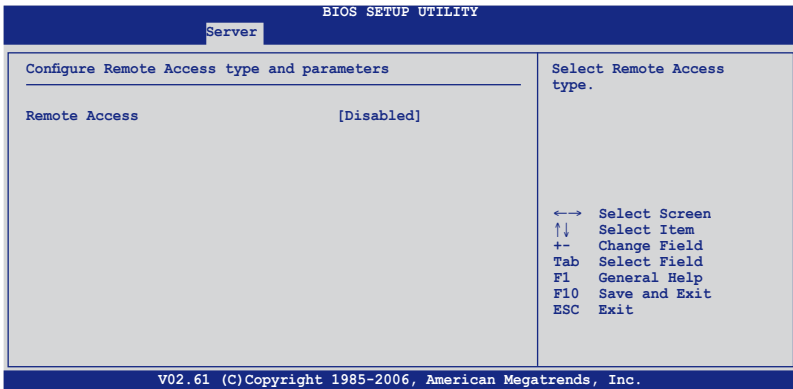 BIOS SETUP UTILITY
Server
Configure Remote Access type and parameters
Remote Access [Disabled]
Select Remote Access
type.
←→ Select Screen
↑↓ Select Item
+- Change Field
Tab Select Field
F1 General Help
F10 Save and Exit
ESC Exit
V02.61 (C)Copyright 1985-2006, American Megatrends, Inc.